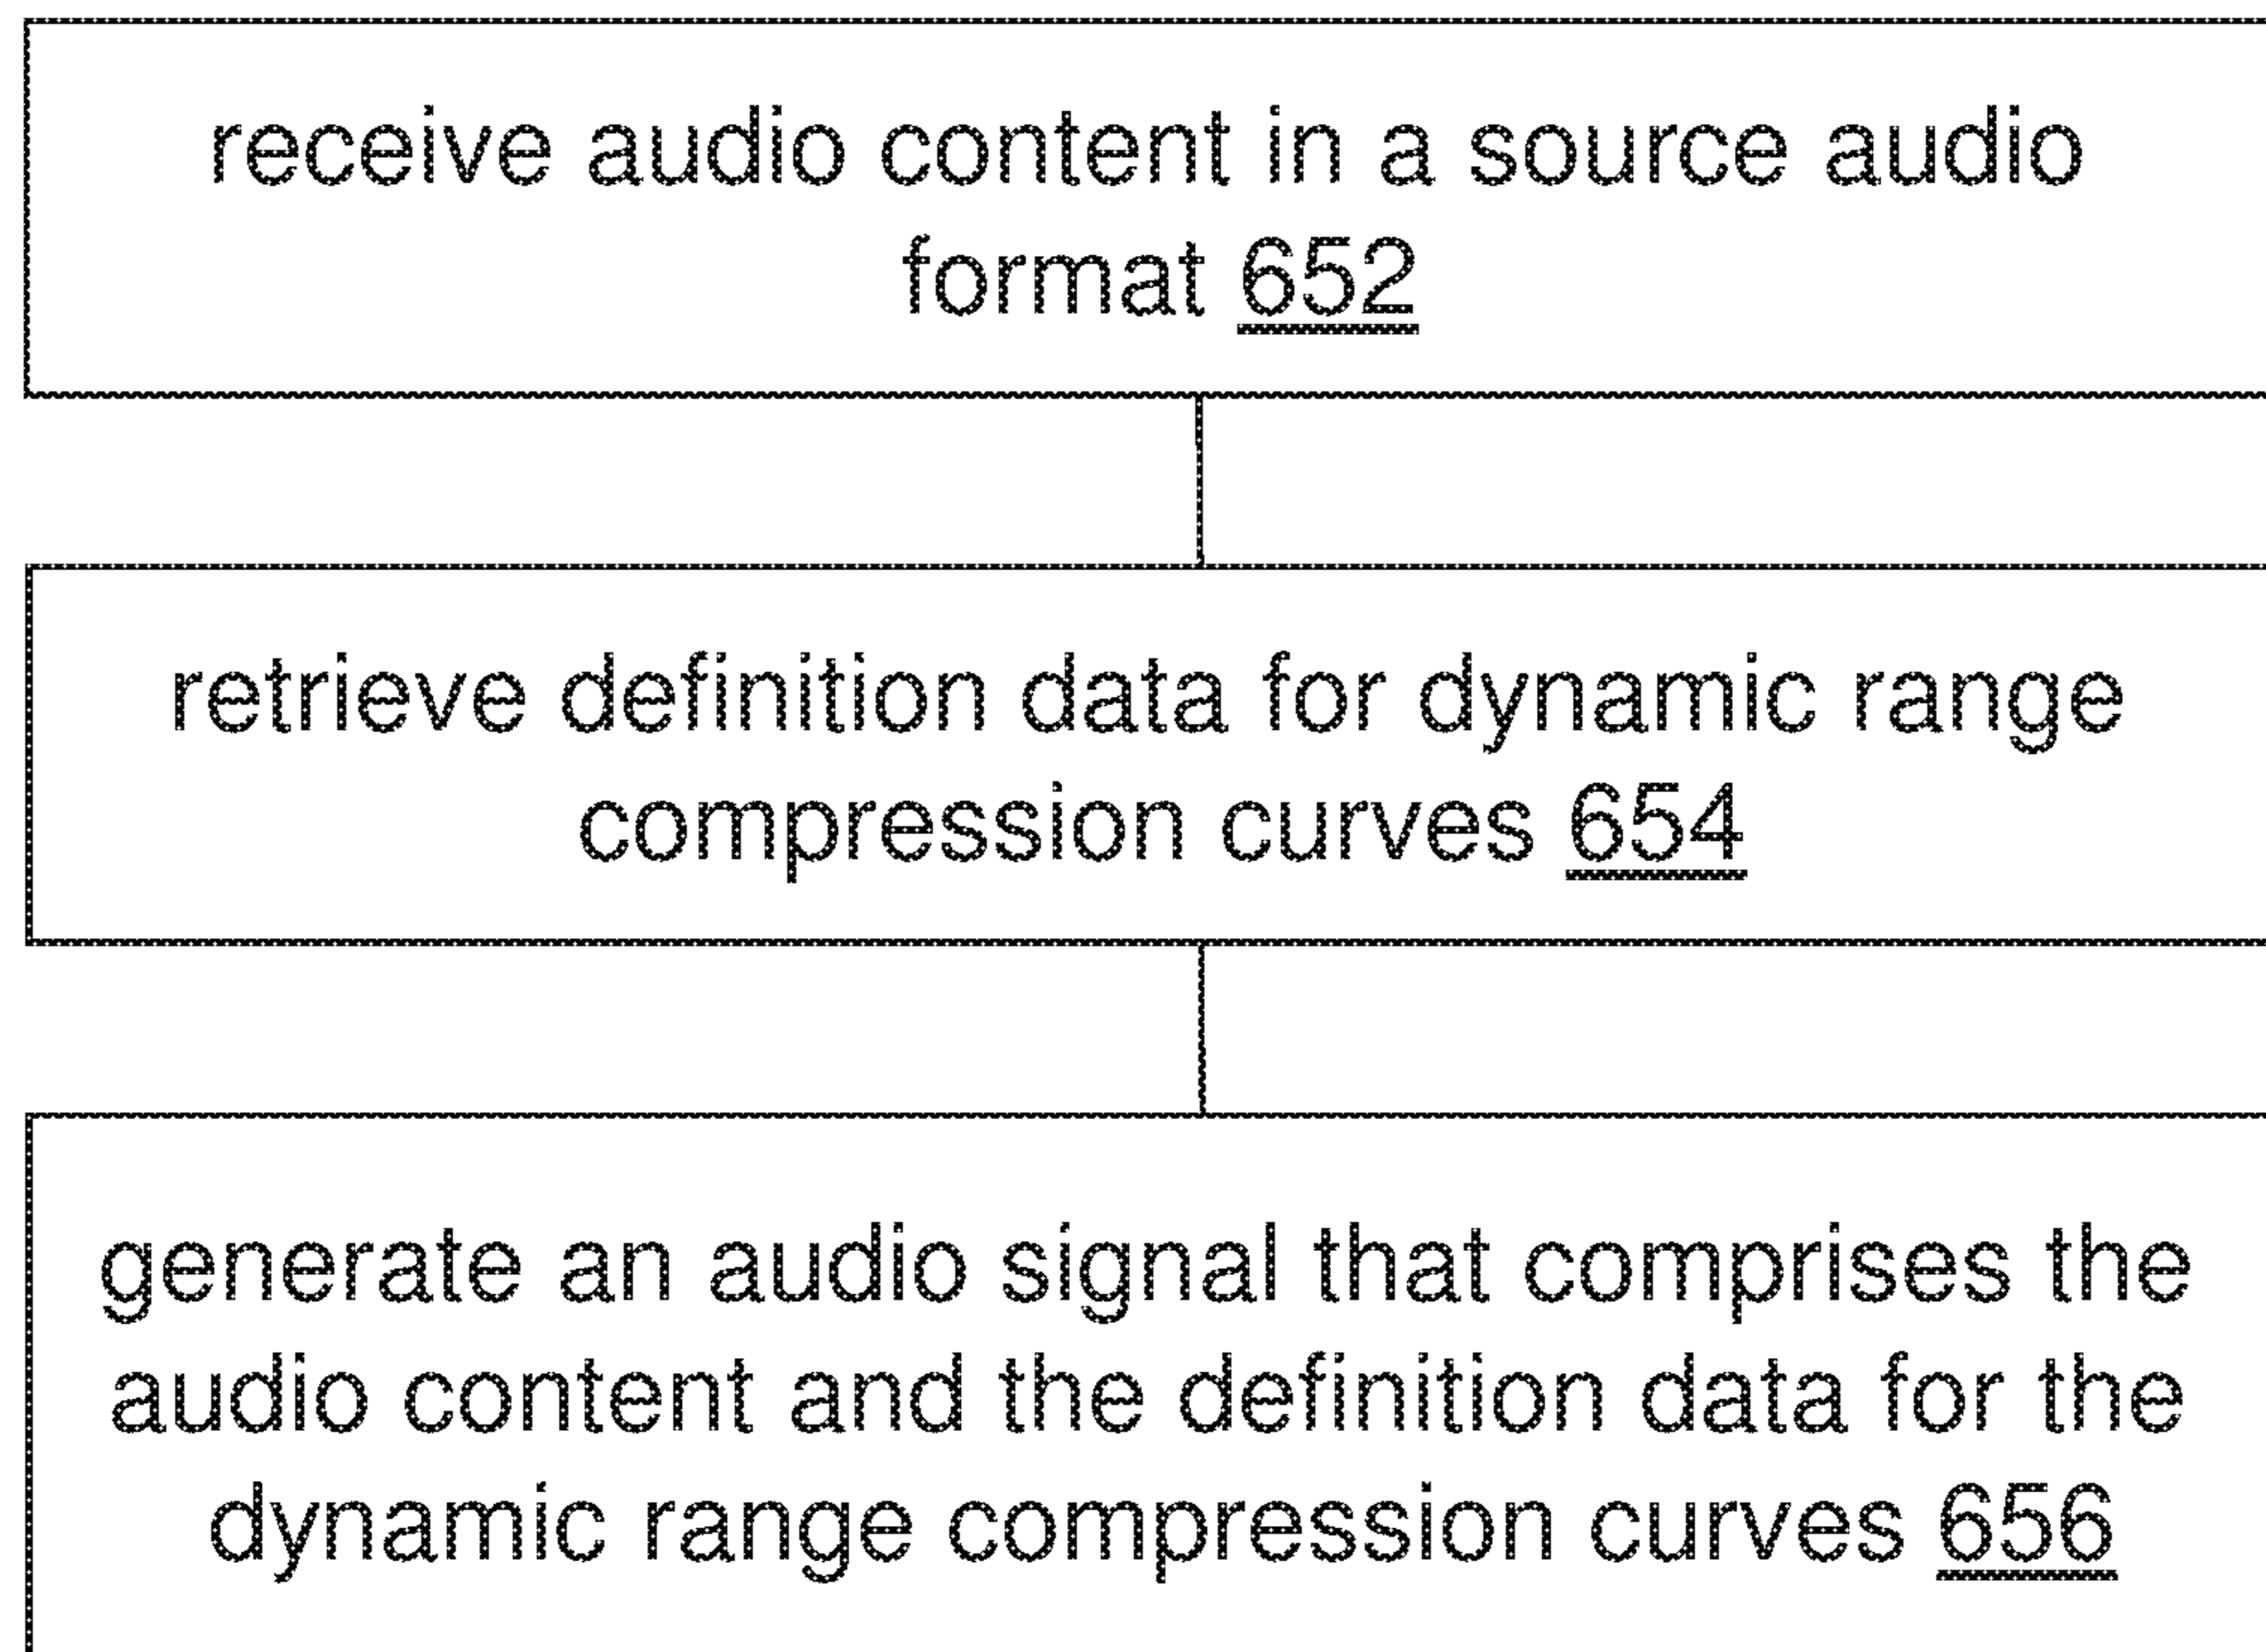 receive audio content in a source audio
format 652
retrieve definition data for dynamic range
compression curves 654
generate an audio signal that comprises the
audio content and the definition data for the
dynamic range compression curves 656